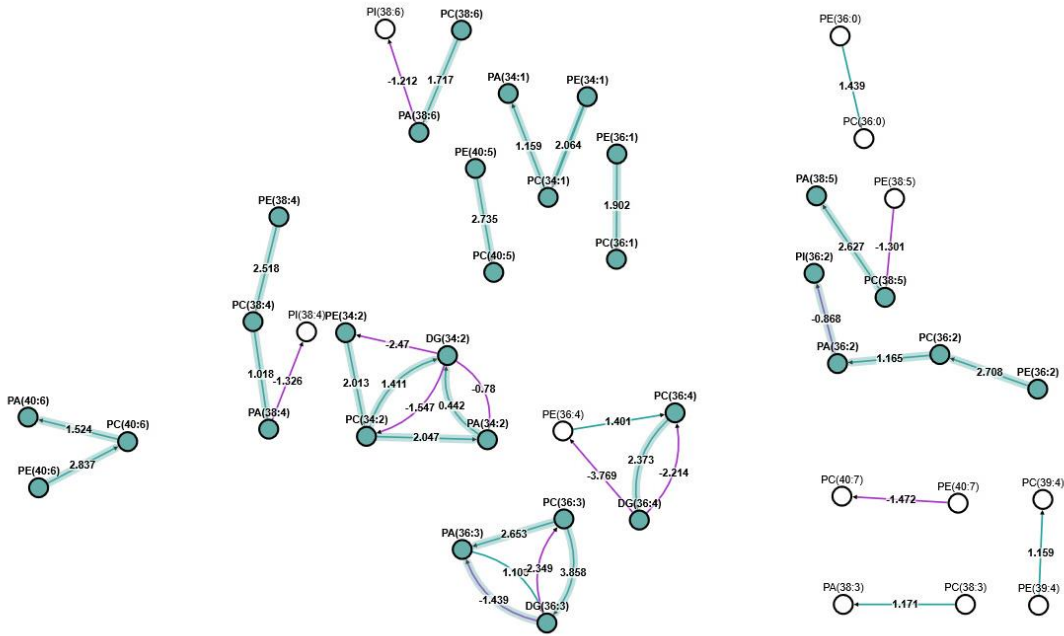 PI(38:6)
PC(38:6)
-1.212
1.717
PA(38:6)
PA(34:1)
PE(34:1)
1.159
2.064
PC(34:1)
PE(40:5)
2.735
PC(40:5)
PE(36:1)
1.902
PC(36:1)
PE(36:0)
1.439
PC(36:0)
PA(38:5)
PE(38:5)
2.627
-1.301
PC(38:5)
PI(36:2)
-0.868
PA(36:2)
1.165
PC(36:2)
2.708
PE(36:2)
PE(38:4)
2.518
PC(38:4)
PI(38:4)
1.018
-1.326
PA(38:4)
PE(34:2)
DG(34:2)
-2.47
2.013
1.411
-1.547
-0.78
0.442
PC(34:2)
2.047
PA(34:2)
PA(40:6)
1.524
PC(40:6)
2.837
PE(40:6)
PE(36:4)
1.401
PC(36:4)
2.373
-2.214
-3.769
DG(36:4)
PC(36:3)
PA(36:3)
2.653
2.349
3.858
-1.439
DG(36:3)
PC(40:7)
-1.472
PE(40:7)
PC(39:4)
1.159
PE(39:4)
PA(38:3)
1.171
PC(38:3)